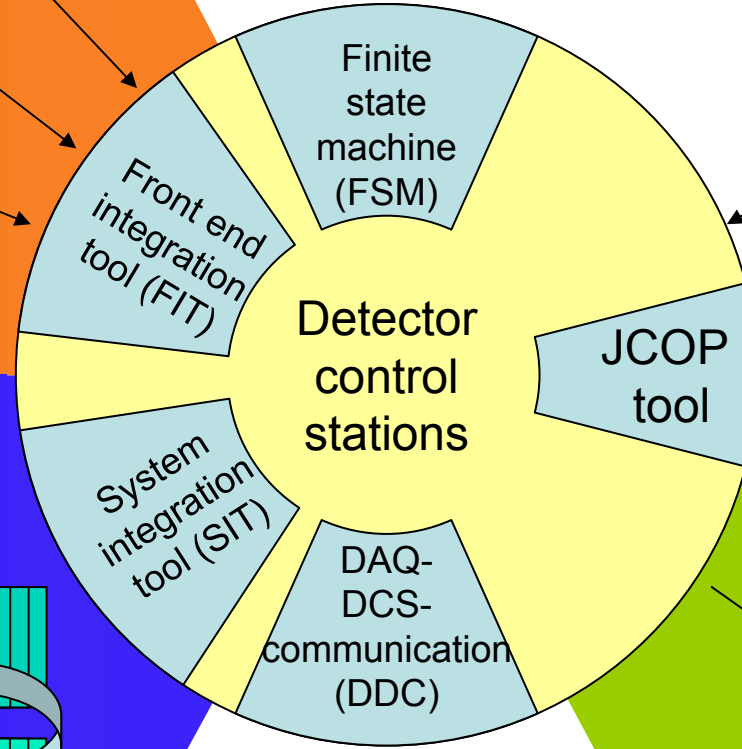 Finite
state
machine
(FSM)
Front end
integration
tool (FIT)
Detector
control
stations
JCOP
tool
System
integration
tool (SIT)
DAQ-
DCS-
communication
(DDC)